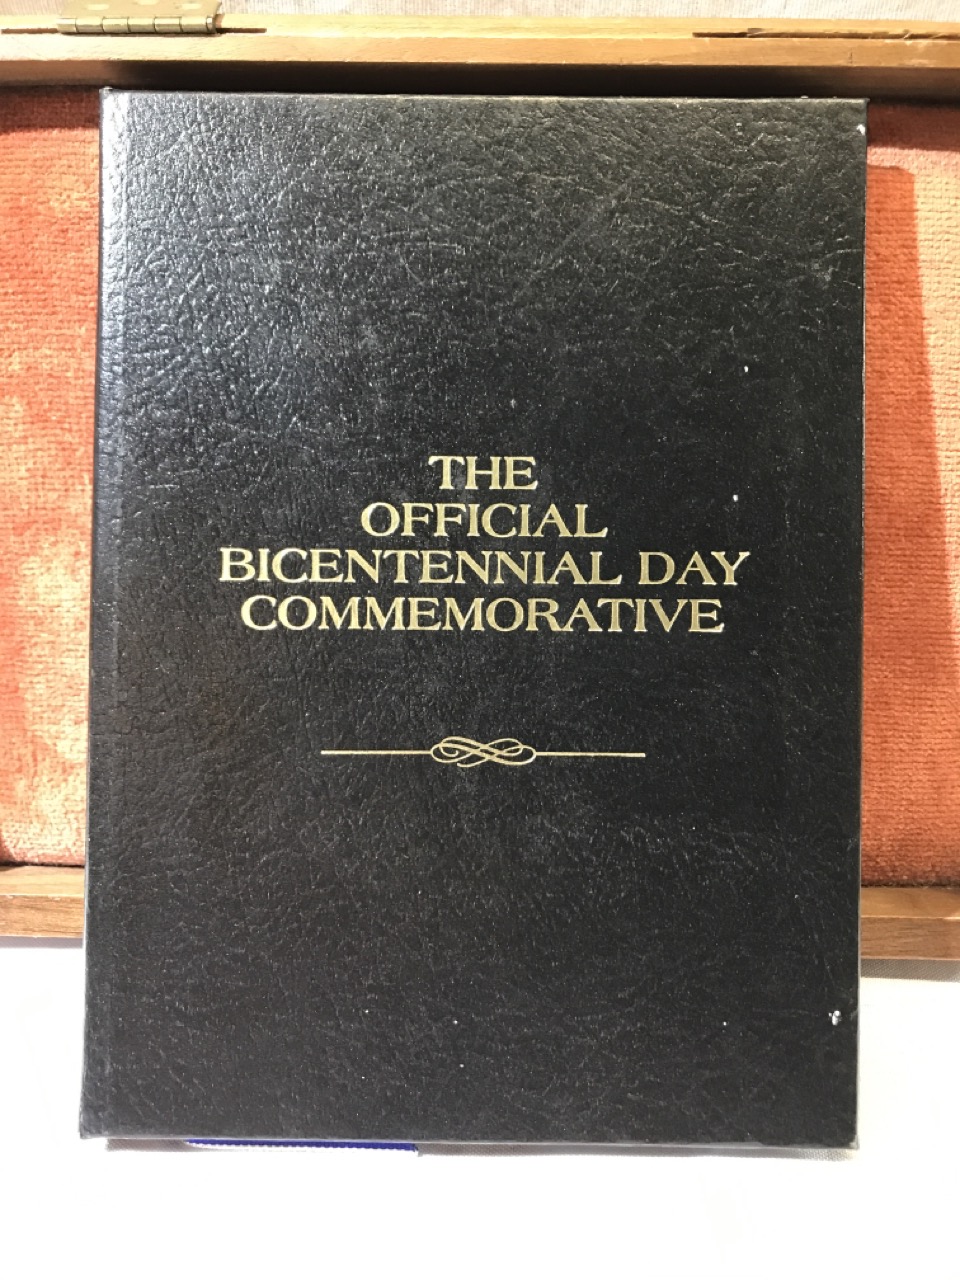 THE
OFFICIAL
BICENTENNIAL DAY
COMMEMORATIVE